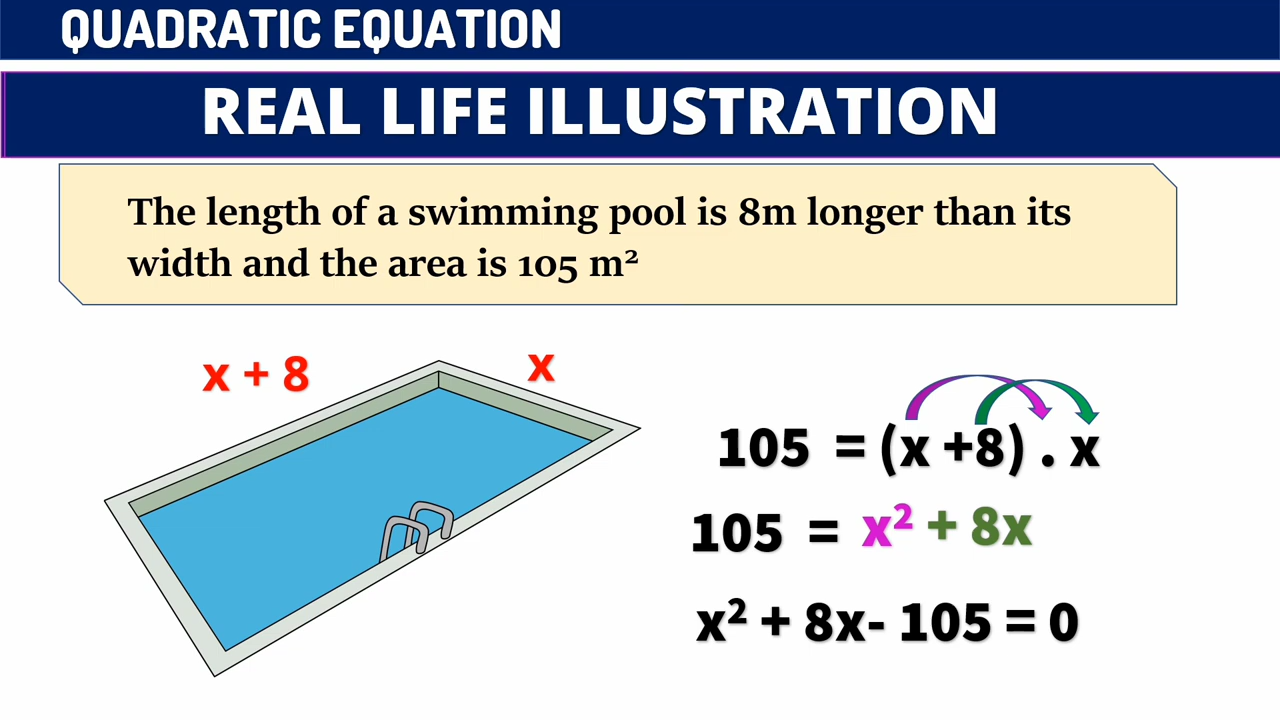 QUADRATIC EQUATION
REAL LIFE ILLUSTRATION
The length of a swimming pool is 8m longer than its
width and the area is 105 m²
x + 8
x
105 = (x +8) . x
105 = x² + 8x
x² + 8x- 105 = 0